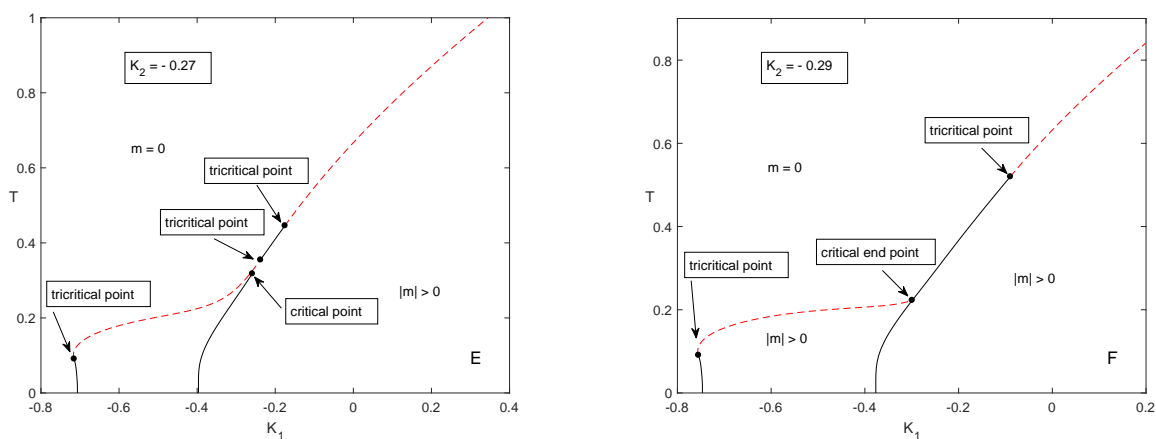 1
0.8
0.6
0.4
0.2
0
T
K2 = - 0.27
m = 0
tricritical point
tricritical point
tricritical point
critical point
|m| > 0
E
-0.8 -0.6 -0.4 -0.2 0 0.2 0.4
K1
0.8
0.6
0.4
0.2
0
T
K2 = - 0.29
tricritical point
m = 0
critical end point
tricritical point
|m| > 0
|m| > 0
F
-0.8 -0.6 -0.4 -0.2 0 0.2
K1